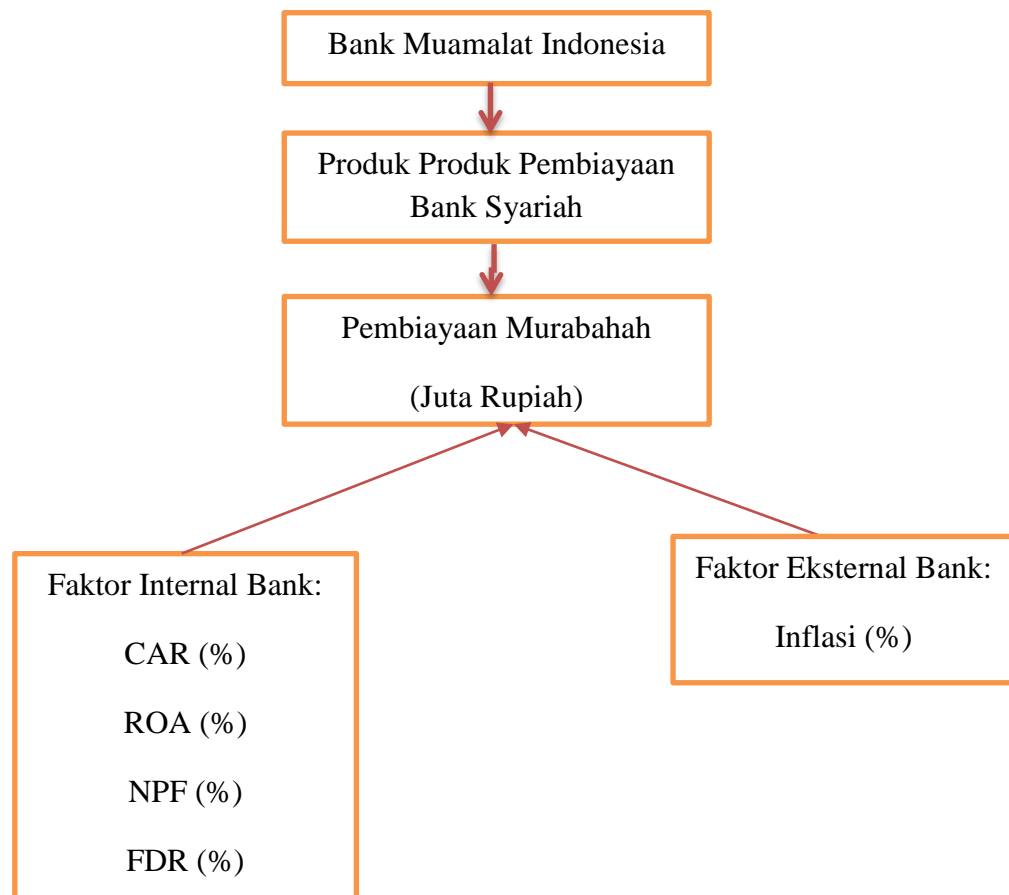 Bank Muamalat Indonesia
Produk Produk Pembiayaan
Bank Syariah
Pembiayaan Murabahah
(Juta Rupiah)
Faktor Internal Bank:
CAR (%)
ROA (%)
NPF (%)
FDR (%)
Faktor Eksternal Bank:
Inflasi (%)